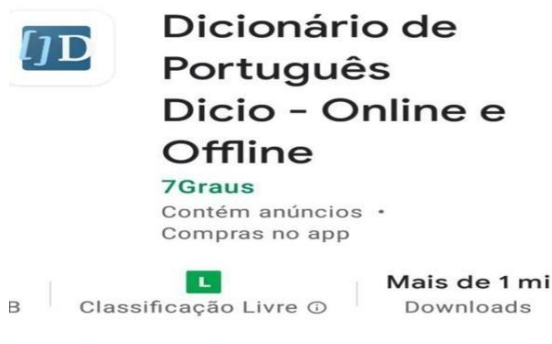 []D
Dicionário de
Português
Dicio - Online e
Offline
7Graus
Contém anúncios •
Compras no app
L
Mais de 1 mi
B
Classificação Livre ⓘ
Downloads